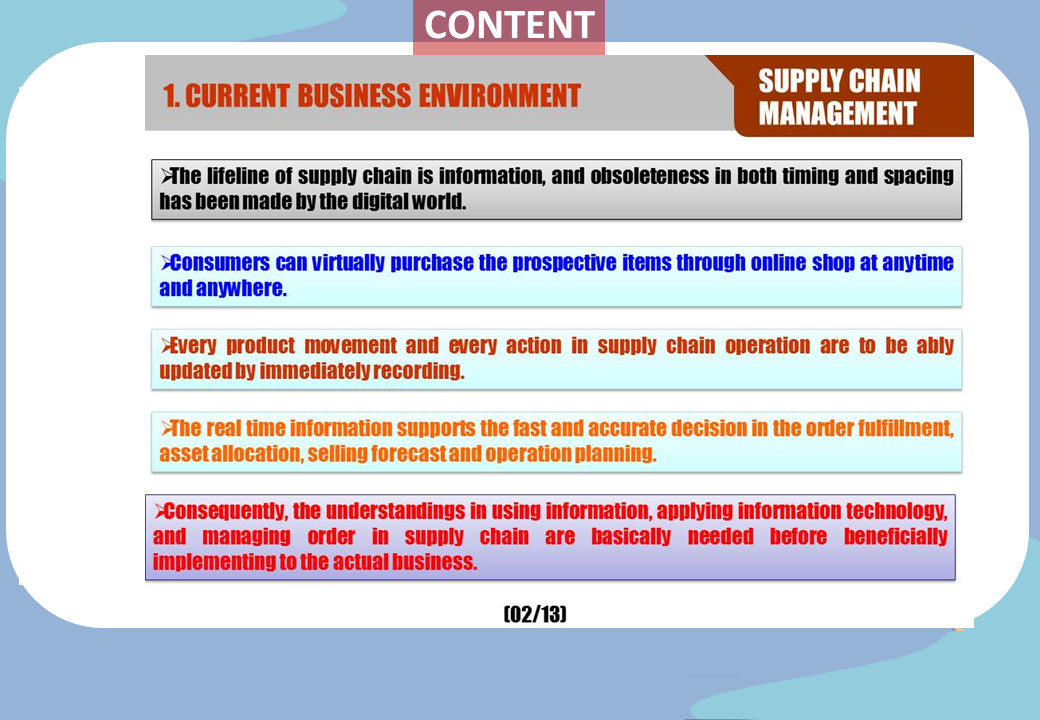 CONTENT
1. CURRENT BUSINESS ENVIRONMENT
SUPPLY CHAIN
MANAGEMENT
➢The lifeline of supply chain is information, and obsoleteness in both timing and spacing
has been made by the digital world.
➢Consumers can virtually purchase the prospective items through online shop at anytime
and anywhere.
➢Every product movement and every action in supply chain operation are to be ably
updated by immediately recording.
➢The real time information supports the fast and accurate decision in the order fulfillment,
asset allocation, selling forecast and operation planning.
➢Consequently, the understandings in using information, applying information technology,
and managing order in supply chain are basically needed before beneficially
implementing to the actual business.
(02/13)